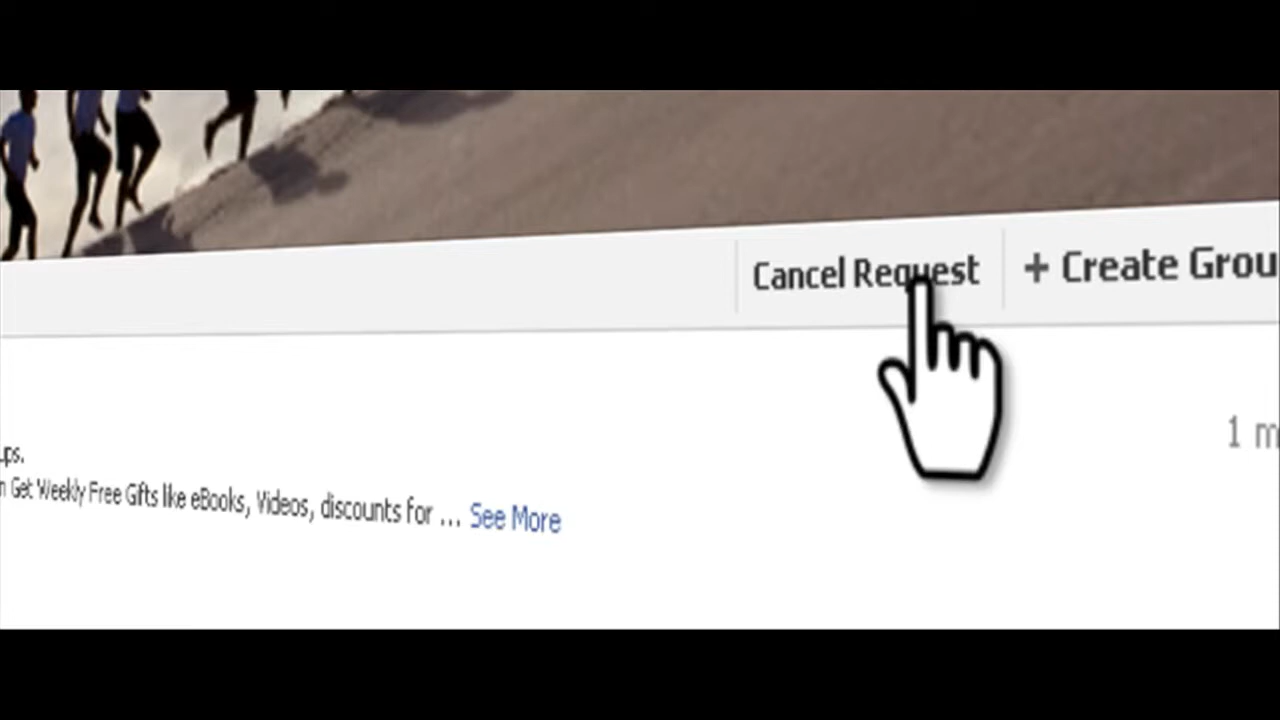 Cancel Request
+ Create Grou
1 m
ups.
n Get Weekly Free Gifts like eBooks, Videos, discounts for ... See More